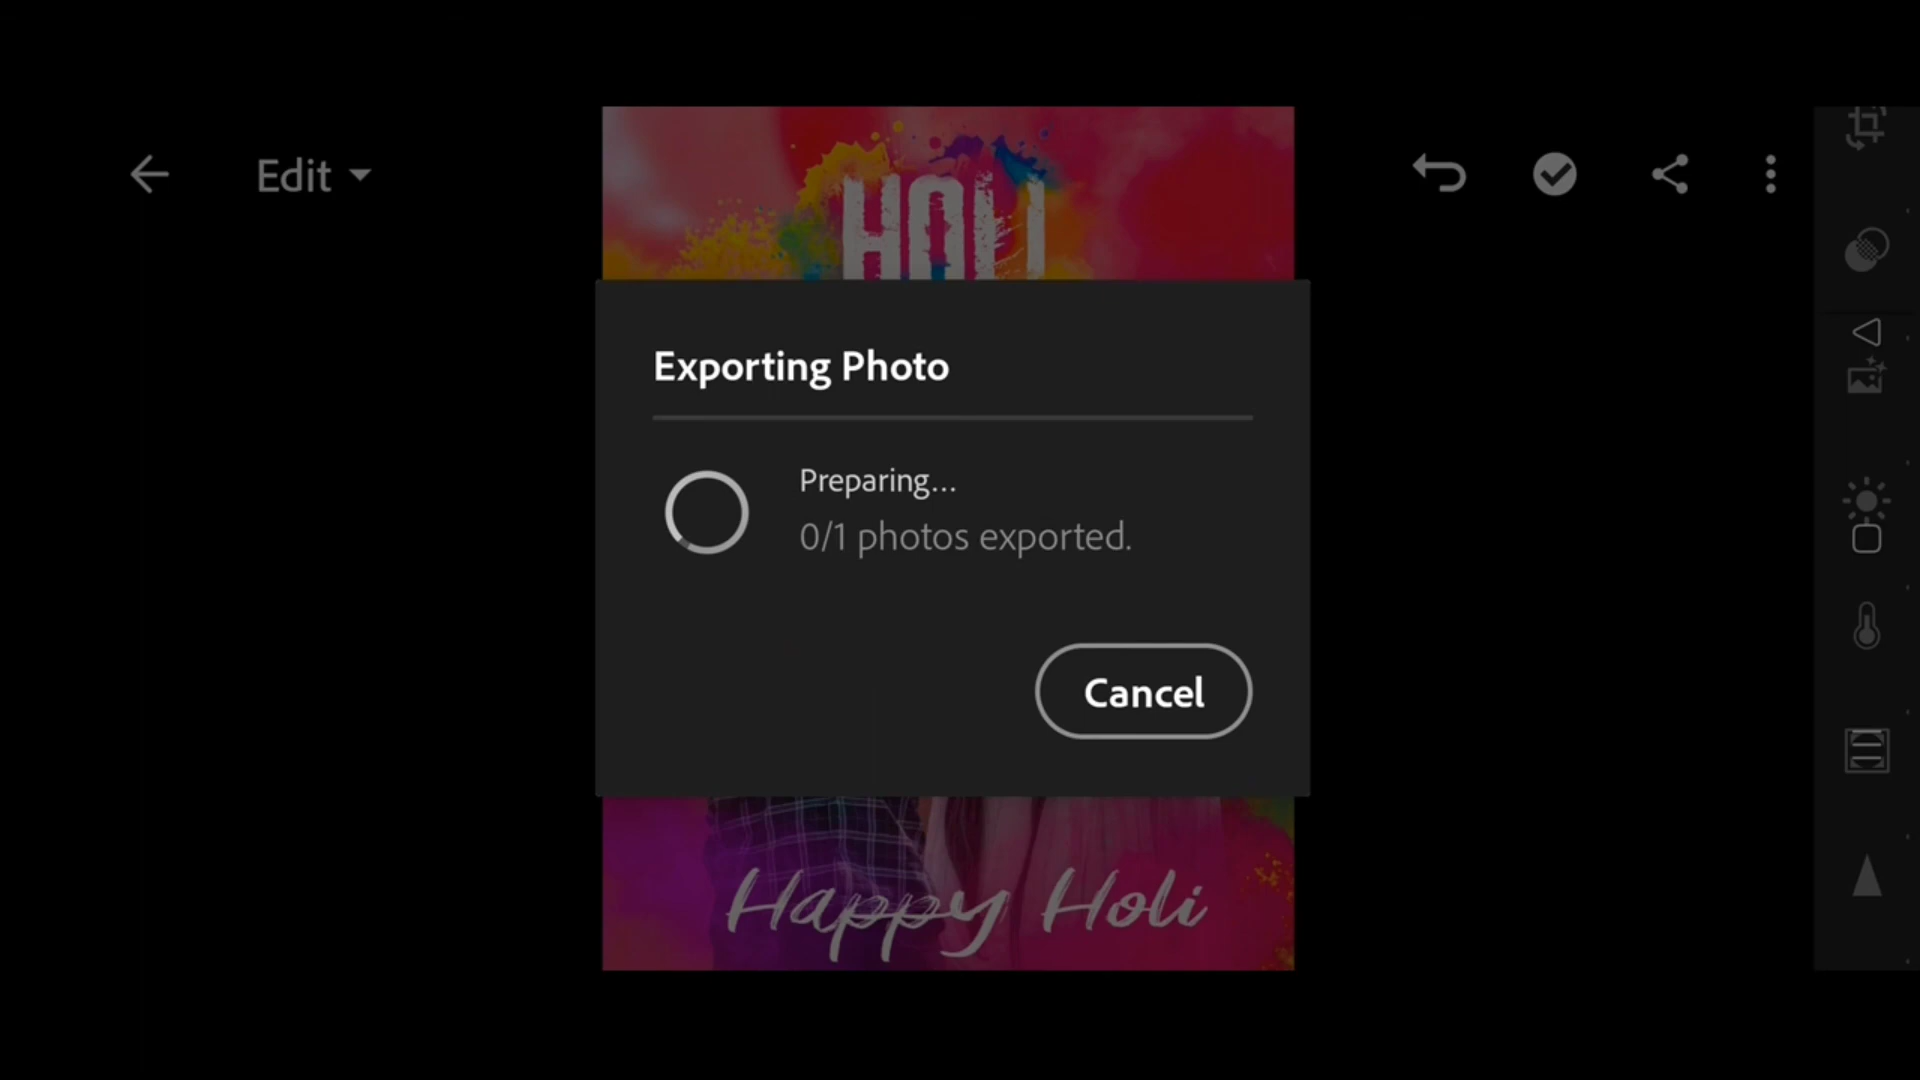 Edit
HOLI
Exporting Photo
Preparing...
0/1 photos exported.
Cancel
Happy Holi